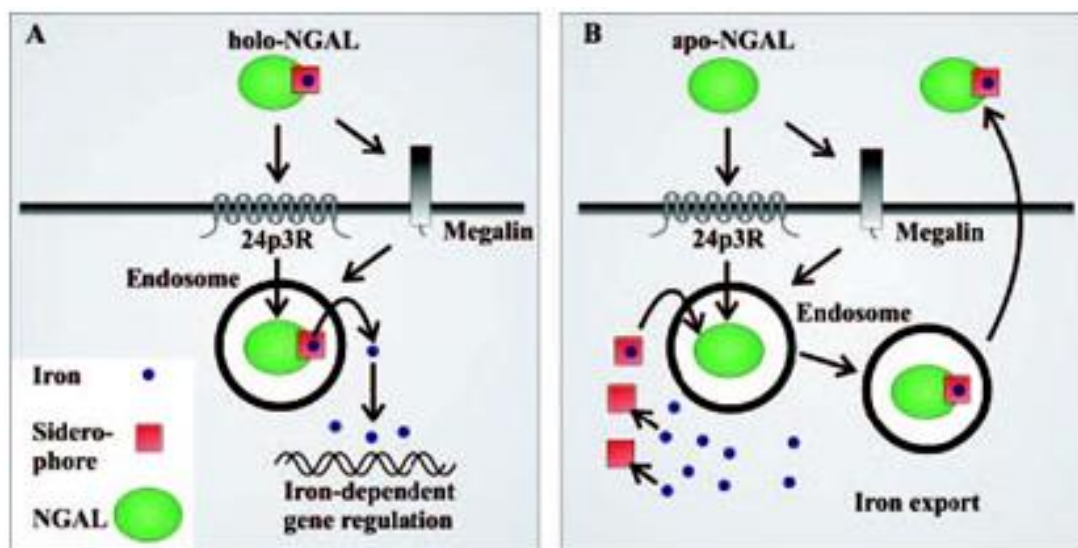 A
holo-NGAL
24p3R
Megalin
Endosome
Iron
Sidero-
phore
NGAL
Iron-dependent
gene regulation
B
apo-NGAL
24p3R
Megalin
Endosome
Iron export